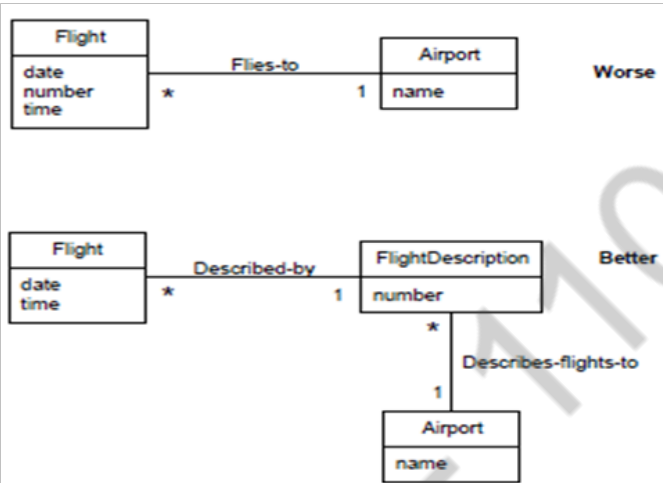 Flight
date
number
time
Flies-to
*
1
Airport
name
Worse
Flight
date
time
Described-by
*
1
FlightDescription
number
Better
*
Describes-flights-to
1
Airport
name
110